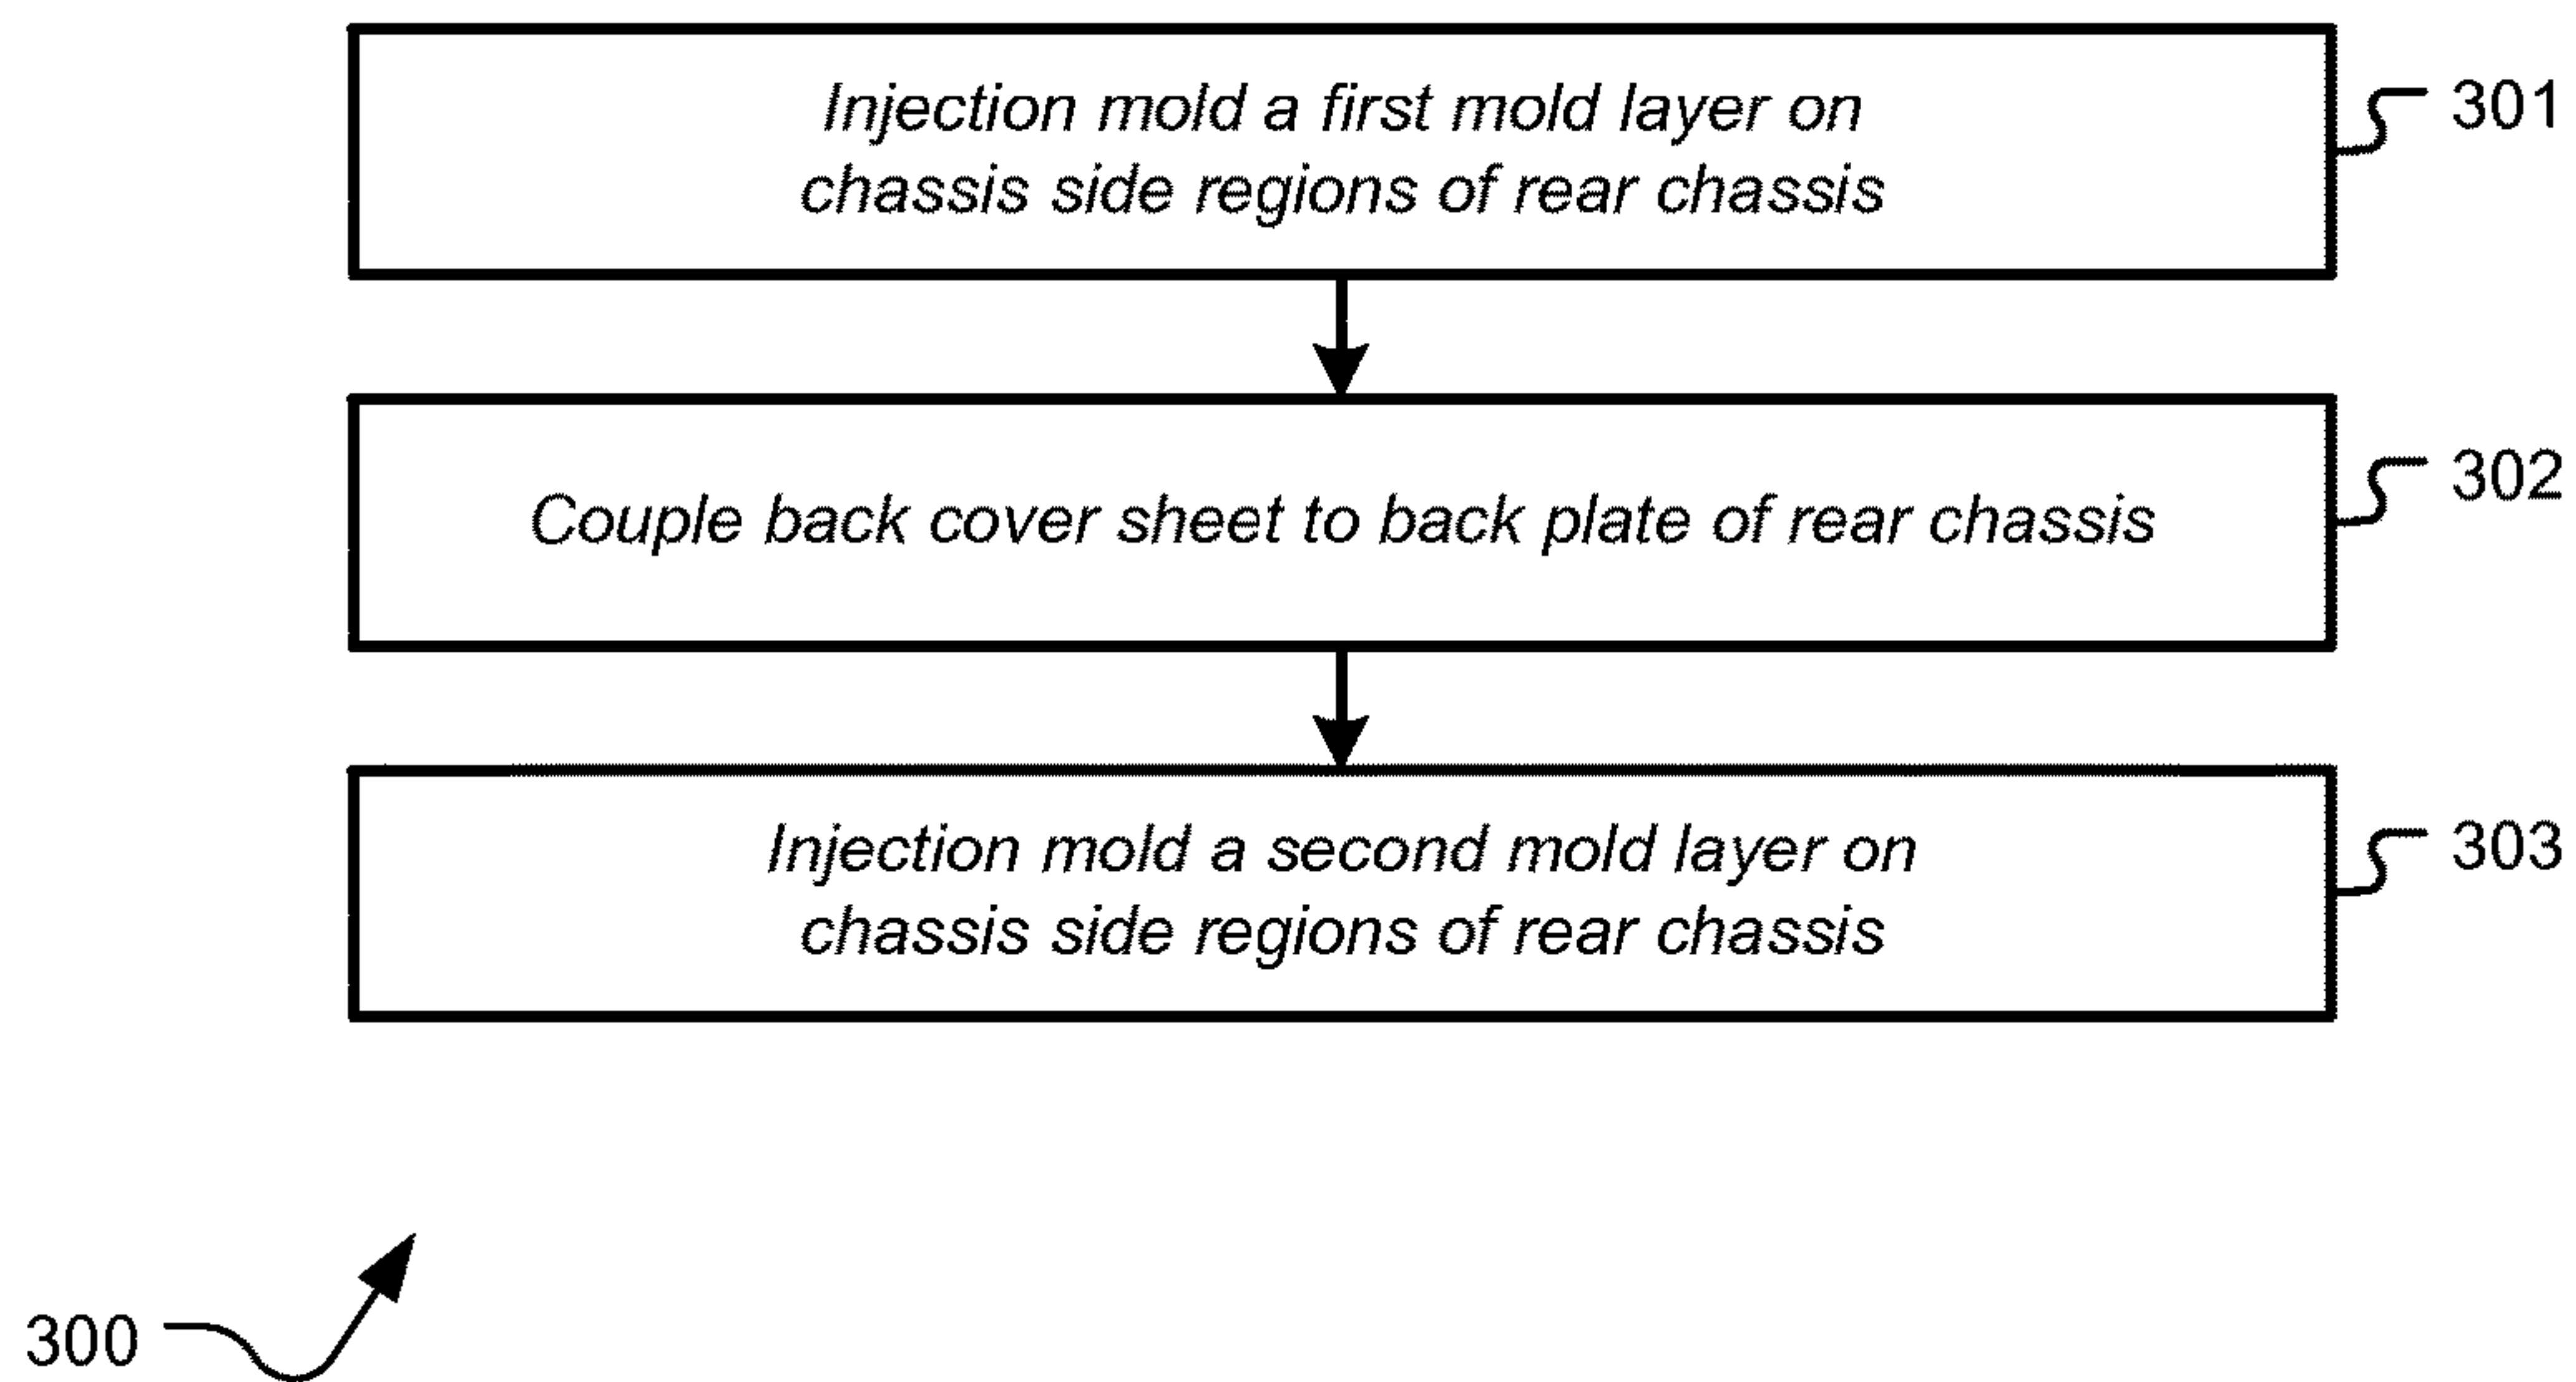 Injection mold a first mold layer on
chassis side regions of rear chassis
301
Couple back cover sheet to back plate of rear chassis
302
Injection mold a second mold layer on
chassis side regions of rear chassis
303
300